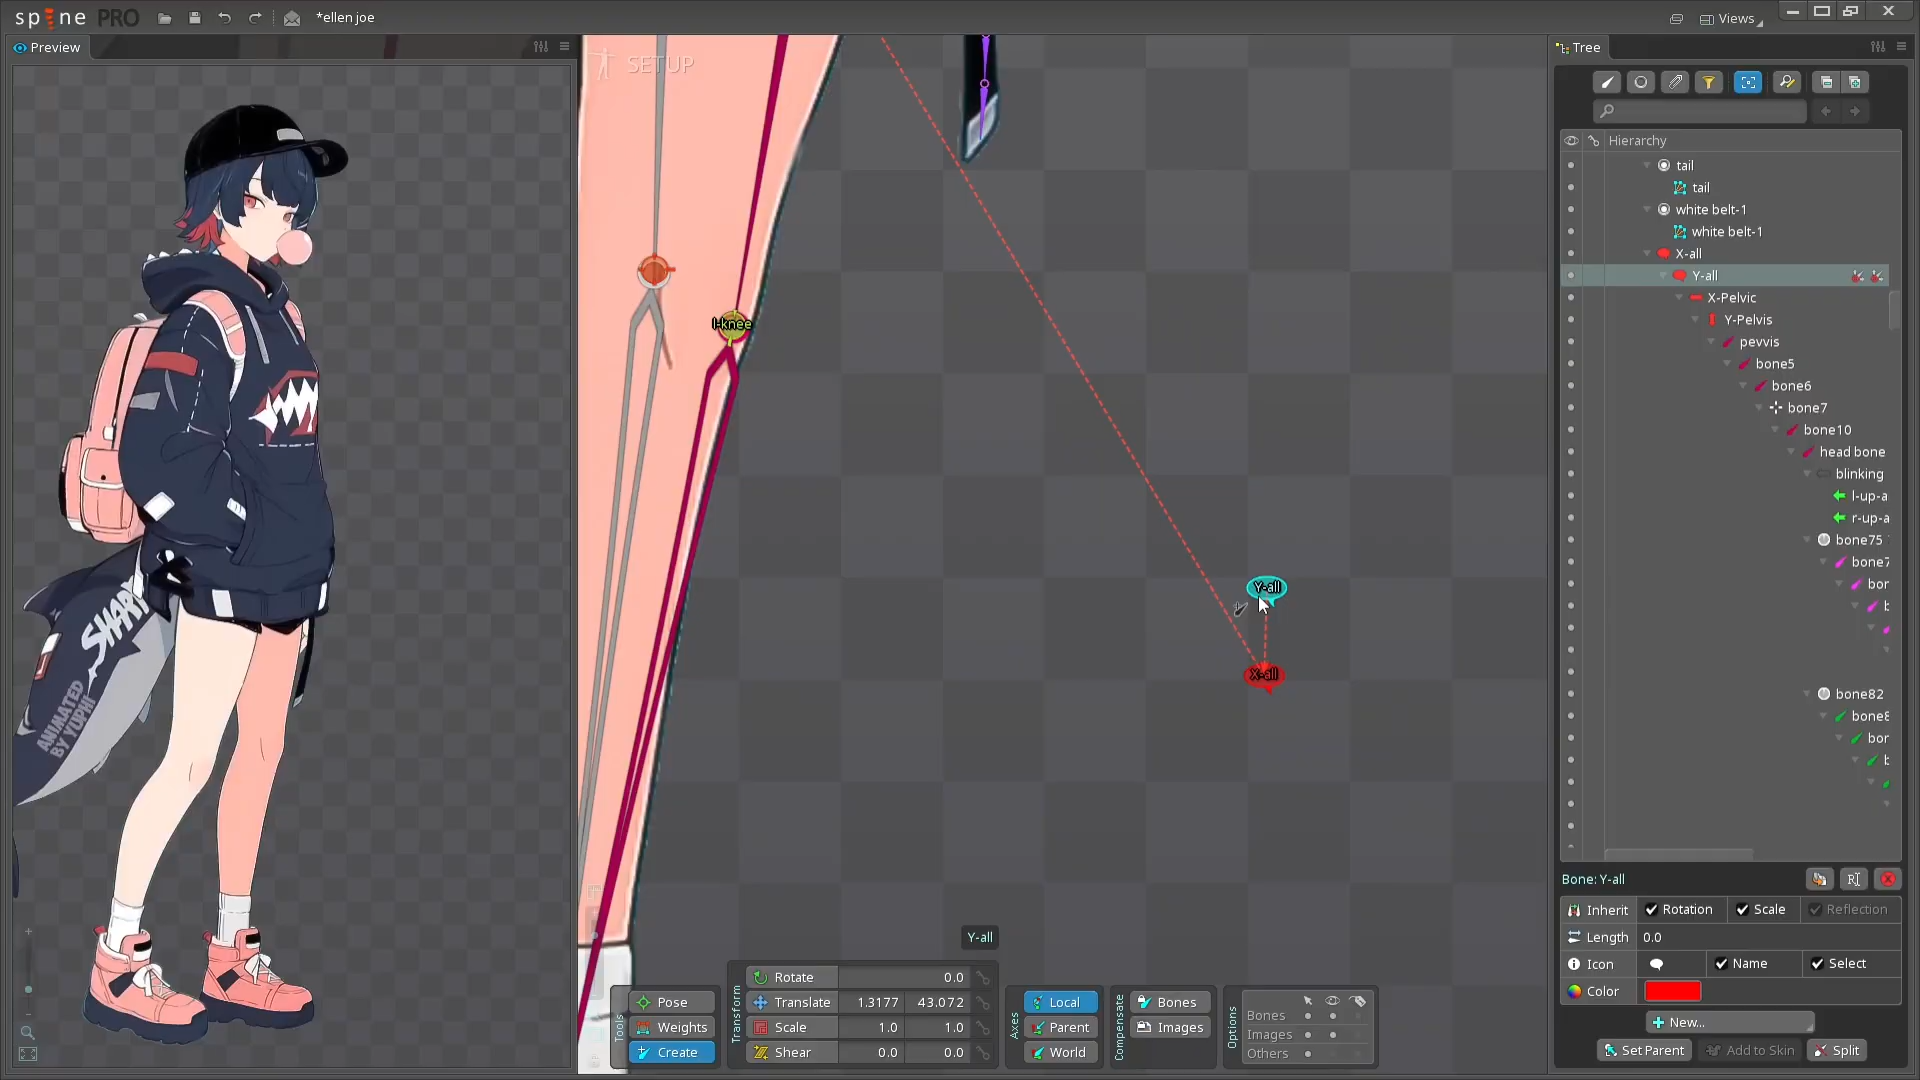 spine PRO
*ellen joe
Views
Preview
SETUP
l-knee
Y-all
X-all
Y-all
SHARK
ANIMATED
BY YUPHI
Tools
Pose
Weights
Create
Transform
Rotate 0.0
Translate 1.3177 43.072
Scale 1.0 1.0
Shear 0.0 0.0
Axes
Local
Parent
World
Compensate
Bones
Images
Options
Bones
Images
Others
Tree
Hierarchy
tail
tail
white belt-1
white belt-1
X-all
Y-all
X-Pelvic
Y-Pelvis
pevvis
bone5
bone6
bone7
bone10
head bone
blinking
l-up-a
r-up-a
bone75
bone7
bor
b
bone82
bone8
bor
b
Bone: Y-all
Inherit Rotation Scale Reflection
Length 0.0
Icon Name Select
Color
New...
Set Parent Add to Skin Split